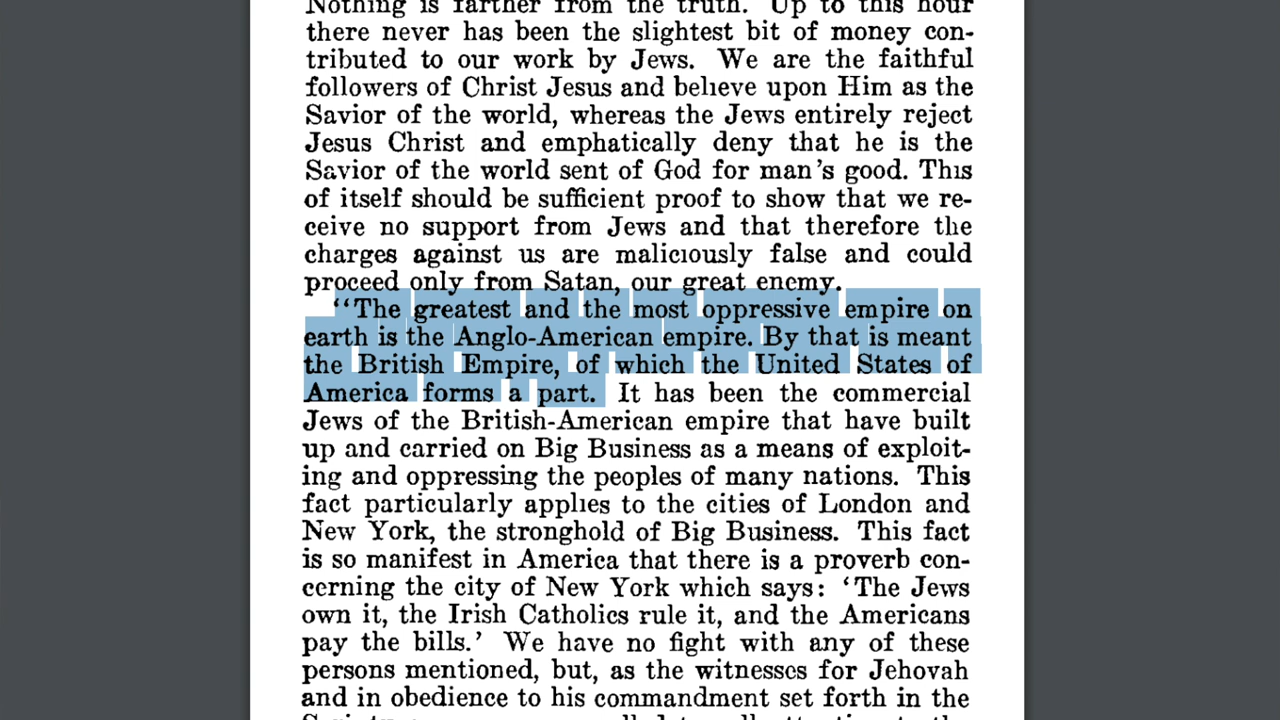 Nothing is farther from the truth. Up to this hour
there never has been the slightest bit of money con-
tributed to our work by Jews. We are the faithful
followers of Christ Jesus and believe upon Him as the
Savior of the world, whereas the Jews entirely reject
Jesus Christ and emphatically deny that he is the
Savior of the world sent of God for man's good. This
of itself should be sufficient proof to show that we re-
ceive no support from Jews and that therefore the
charges against us are maliciously false and could
proceed only from Satan, our great enemy.
"The greatest and the most oppressive empire on
earth is the Anglo-American empire. By that is meant
the British Empire, of which the United States of
America forms a part. It has been the commercial
Jews of the British-American empire that have built
up and carried on Big Business as a means of exploit-
ing and oppressing the peoples of many nations. This
fact particularly applies to the cities of London and
New York, the stronghold of Big Business. This fact
is so manifest in America that there is a proverb con-
cerning the city of New York which says: 'The Jews
own it, the Irish Catholics rule it, and the Americans
pay the bills.' We have no fight with any of these
persons mentioned, but, as the witnesses for Jehovah
and in obedience to his commandment set forth in the